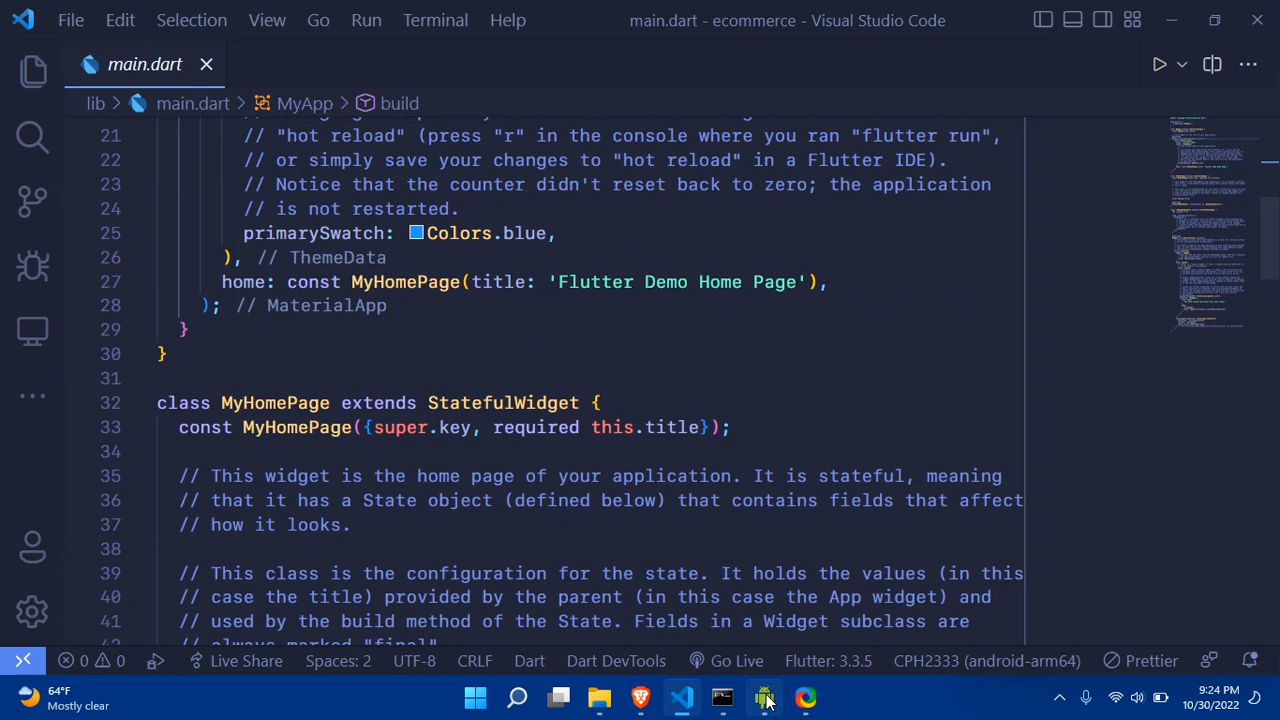 File Edit Selection View Go Run Terminal Help main.dart - ecommerce - Visual Studio Code
main.dart
lib > main.dart > MyApp > build
21 // "hot reload" (press "r" in the console where you ran "flutter run",
22 // or simply save your changes to "hot reload" in a Flutter IDE).
23 // Notice that the counter didn't reset back to zero; the application
24 // is not restarted.
25 primarySwatch: Colors.blue,
26 ), // ThemeData
27 home: const MyHomePage(title: 'Flutter Demo Home Page'),
28 ); // MaterialApp
29 }
30 }
31
32 class MyHomePage extends StatefulWidget {
33 const MyHomePage({super.key, required this.title});
34
35 // This widget is the home page of your application. It is stateful, meaning
36 // that it has a State object (defined below) that contains fields that affect
37 // how it looks.
38
39 // This class is the configuration for the state. It holds the values (in this
40 // case the title) provided by the parent (in this case the App widget) and
41 // used by the build method of the State. Fields in a Widget subclass are
42 // always marked "final"
0 0 Live Share Spaces: 2 UTF-8 CRLF Dart Dart DevTools Go Live Flutter: 3.3.5 CPH2333 (android-arm64) Prettier
64°F
Mostly clear
9:24 PM
10/30/2022